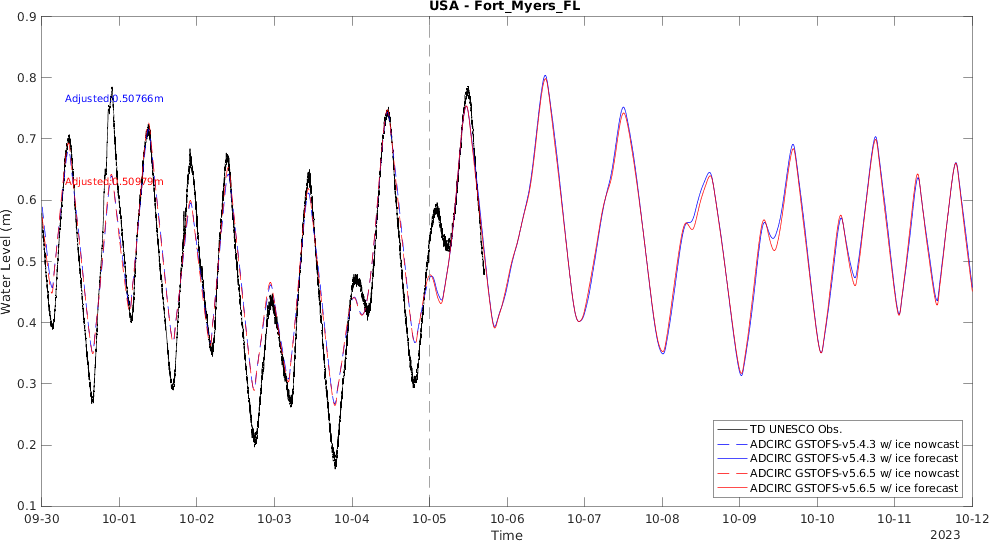 USA - Fort_Myers_FL
0.9
0.8
Adjusted:0.50766m
0.7
Adjusted:0.50979m
0.6
0.5
0.4
0.3
0.2
0.1
Water Level (m)
TD UNESCO Obs.
ADCIRC GSTOFS-v5.4.3 w/ ice nowcast
ADCIRC GSTOFS-v5.4.3 w/ ice forecast
ADCIRC GSTOFS-v5.6.5 w/ ice nowcast
ADCIRC GSTOFS-v5.6.5 w/ ice forecast
09-30 10-01 10-02 10-03 10-04 10-05 10-06 10-07 10-08 10-09 10-10 10-11 10-12
Time
2023